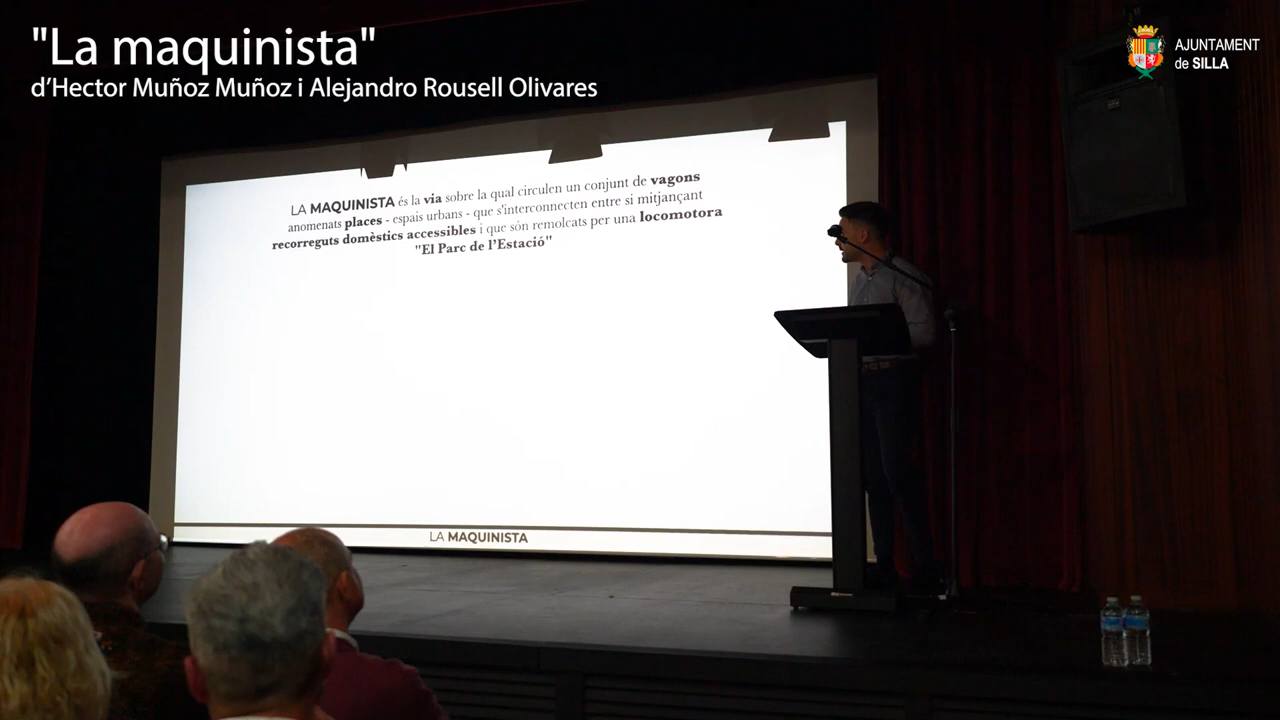 "La maquinista"
d’Hector Muñoz Muñoz i Alejandro Rousell Olivares
AJUNTAMENT
de SILLA
LA MAQUINISTA és la via sobre la qual circulen un conjunt de vagons
anomenats places - espais urbans - que s'interconnecten entre si mitjançant
recorreguts domèstics accessibles i que són remolcats per una locomotora
"El Parc de l’Estació"
LA MAQUINISTA